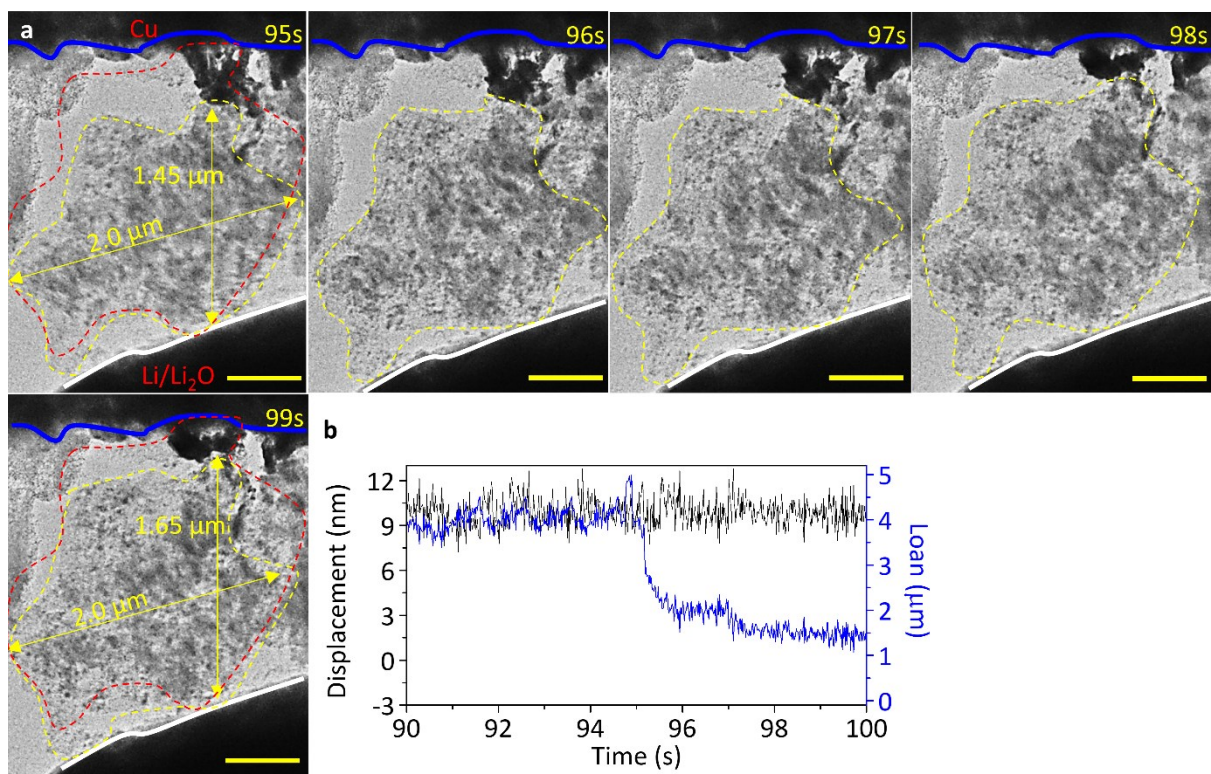 a
Cu
95s
96s
97s
98s
1.45 μm
2.0 μm
Li/Li₂O
99s
1.65 μm
2.0 μm
b
Displacement (nm)
12
9
6
3
0
-3
90 92 94 96 98 100
Time (s)
5
4
3
2
1
0
Loan (μm)